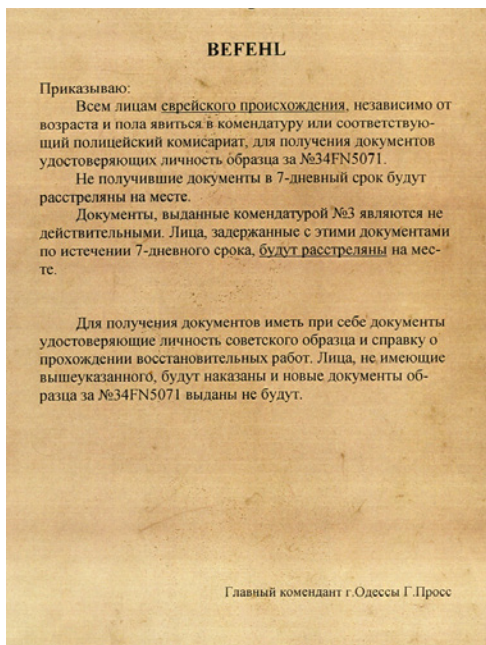 BEFEHL
Приказываю:
Всем лицам еврейского происхождения, независимо от
возраста и пола явиться в комендатуру или соответствую-
щий полицейский комисариат, для получения документов
удостоверяющих личность образца за №34FN5071.
Не получившие документы в 7-дневный срок будут
расстреляны на месте.
Документы, выданные комендатурой №3 являются не
действительными. Лица, задержанные с этими документами
по истечении 7-дневного срока, будут расстреляны на мес-
те.
Для получения документов иметь при себе документы
удостоверяющие личность советского образца и справку о
прохождении восстановительных работ. Лица, не имеющие
вышеуказанного, будут наказаны и новые документы об-
разца за №34FN5071 выданы не будут.
Главный комендант г.Одессы Г.Просс